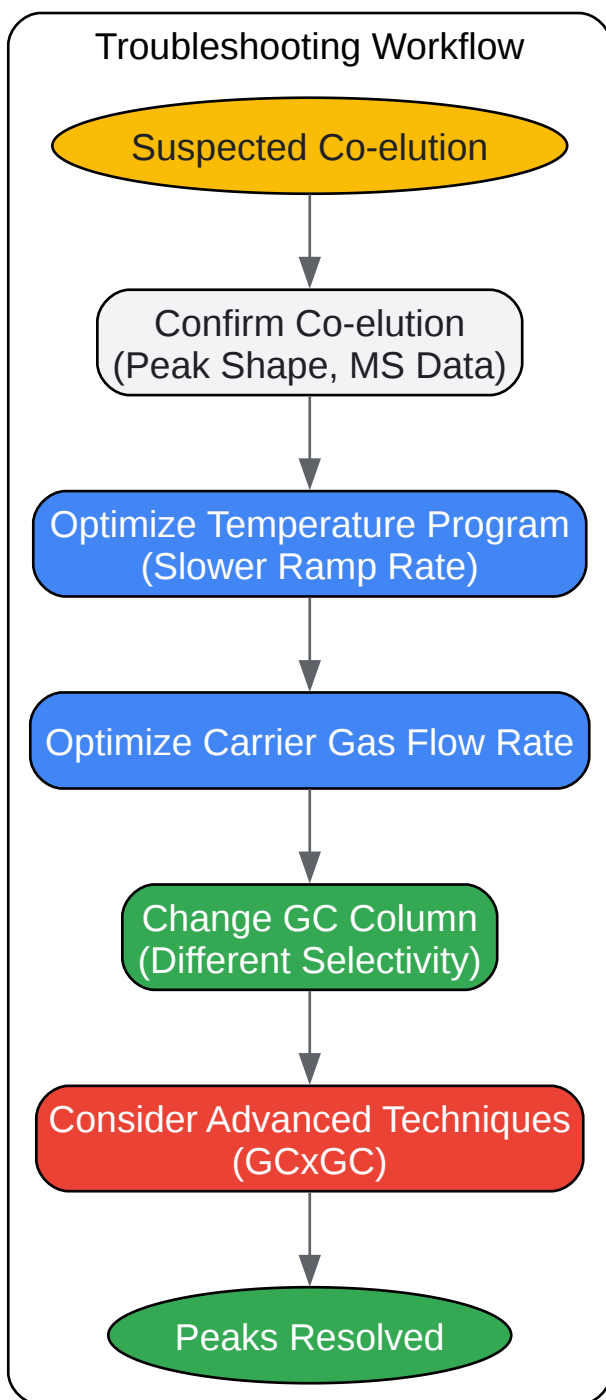 Troubleshooting Workflow
Suspected Co-elution
Confirm Co-elution
(Peak Shape, MS Data)
Optimize Temperature Program
(Slower Ramp Rate)
Optimize Carrier Gas Flow Rate
Change GC Column
(Different Selectivity)
Consider Advanced Techniques
(GCxGC)
Peaks Resolved